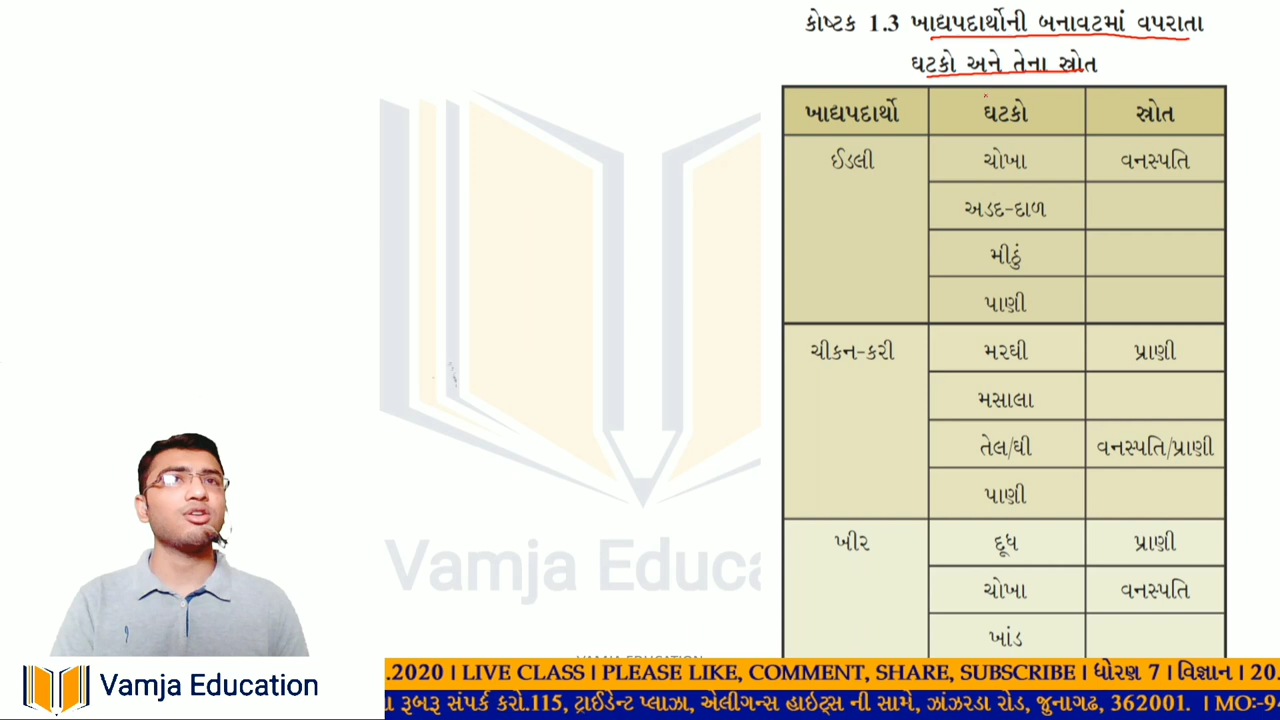 કોષ્ટક 1.3 ખાદ્યપદાર્થોની બનાવટમાં વપરાતા
ઘટકો અને તેના સ્રોત
ખાદ્યપદાર્થો ઘટકો સ્રોત
ઈડલી ચોખા વનસ્પતિ
અડદ-દાળ
મીઠું
પાણી
ચીકન-કરી મરઘી પ્રાણી
મસાલા
તેલ/ઘી વનસ્પતિ/પ્રાણી
પાણી
ખીર દૂધ પ્રાણી
ચોખા વનસ્પતિ
ખાંડ
Vamja Educa
Vamja Education
.2020 | LIVE CLASS | PLEASE LIKE, COMMENT, SHARE, SUBSCRIBE | ધોરણ 7 | વિજ્ઞાન | 20.
રૂબરૂ સંપર્ક કરો.115, ટ્રાઈડેન્ટ પ્લાઝા, એલીગન્સ હાઇટ્સ ની સામે, ઝાંઝરડા રોડ, જુનાગઢ, 362001. | MO:-9